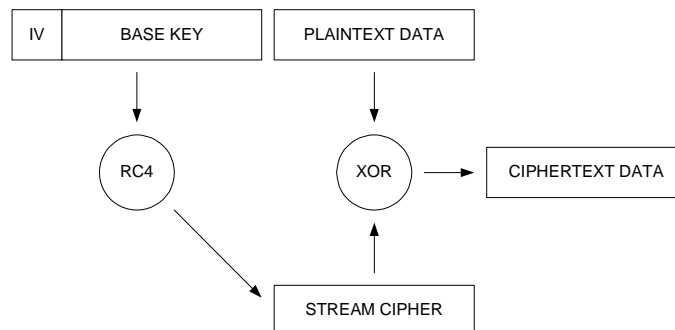 IV
BASE KEY
PLAINTEXT DATA
RC4
XOR
CIPHERTEXT DATA
STREAM CIPHER